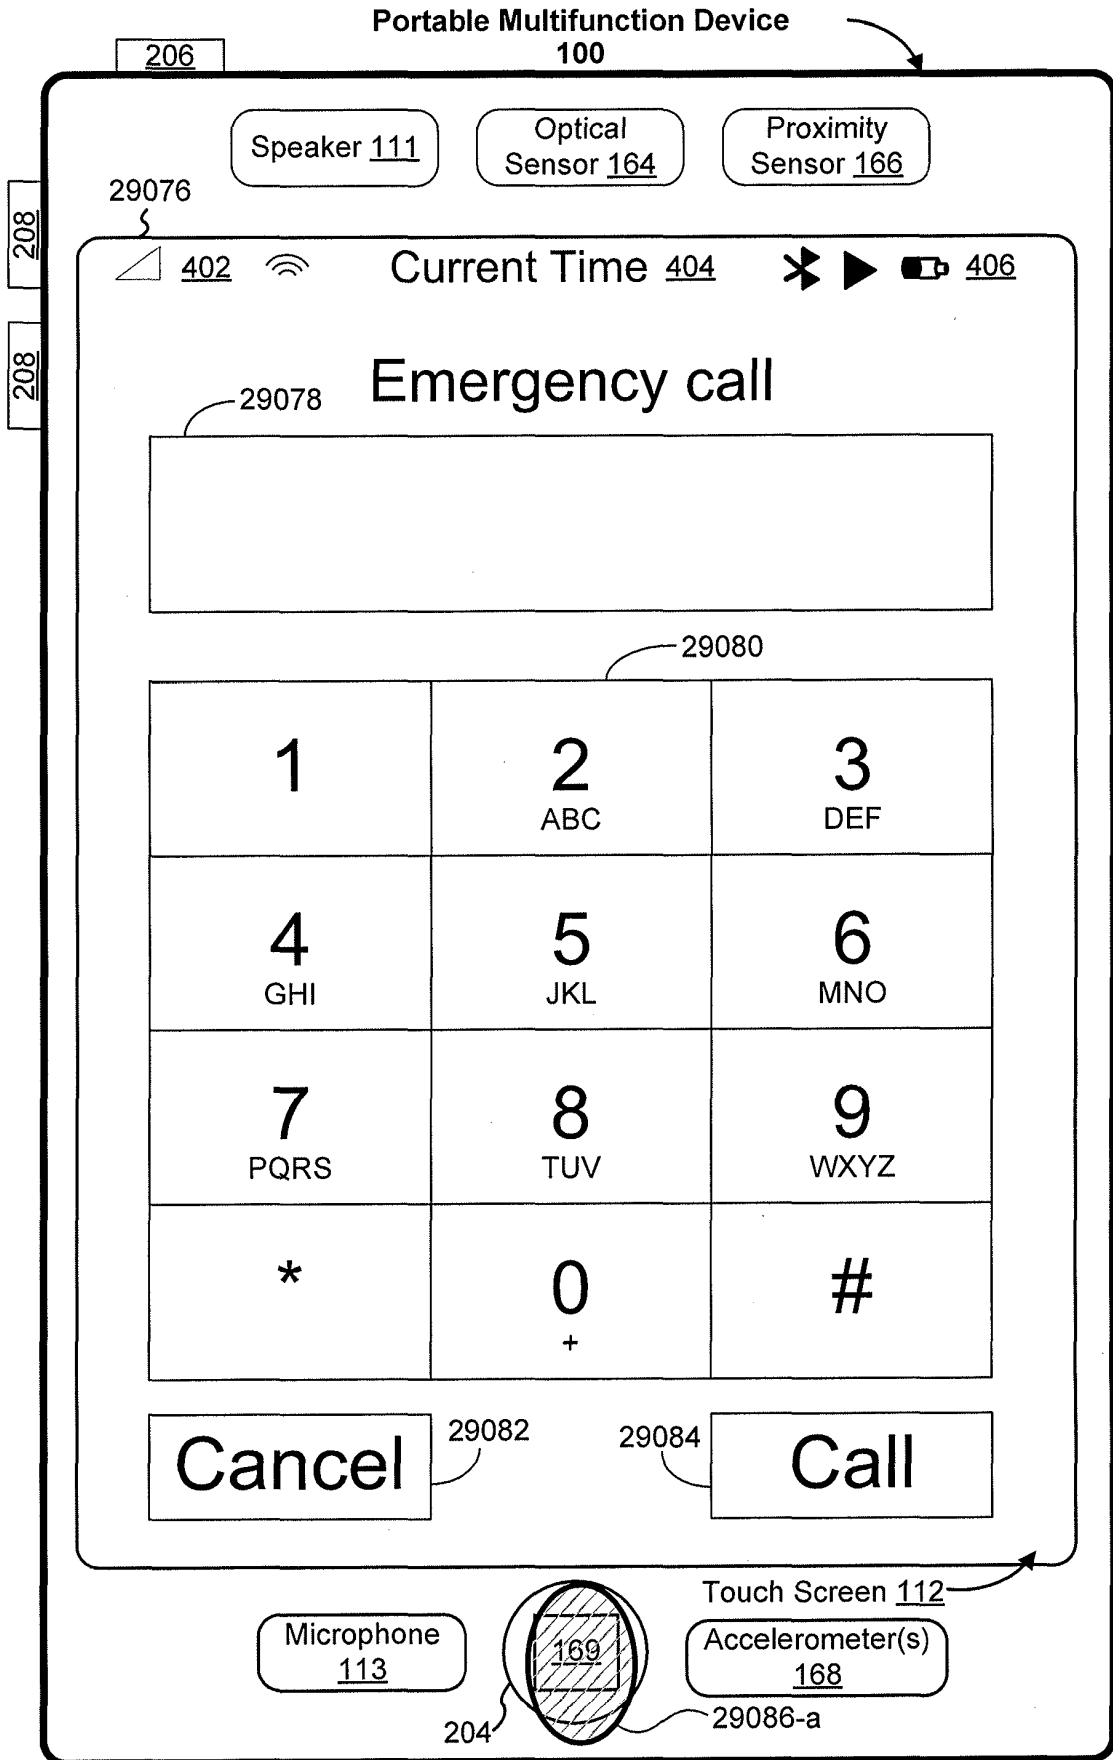 Portable Multifunction Device
100
206
Speaker 111
Optical
Sensor 164
Proximity
Sensor 166
29076
208
402
Current Time 404
406
208
Emergency call
29078
29080
1
2
ABC
3
DEF
4
GHI
5
JKL
6
MNO
7
PQRS
8
TUV
9
WXYZ
*
0
+
#
Cancel
29082
29084
Call
Touch Screen 112
Microphone
113
169
Accelerometer(s)
168
204
29086-a